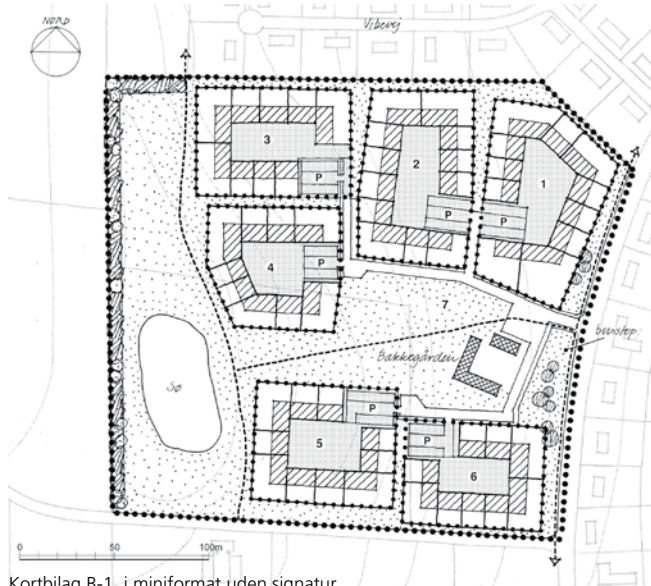 NORD
Vibevej
3
2
1
P
P
P
4
P
7
busstop
Bakkegården
Sø
P
5
P
6
0 50 100m
Kortbilag B-1 i miniformat uden signatur